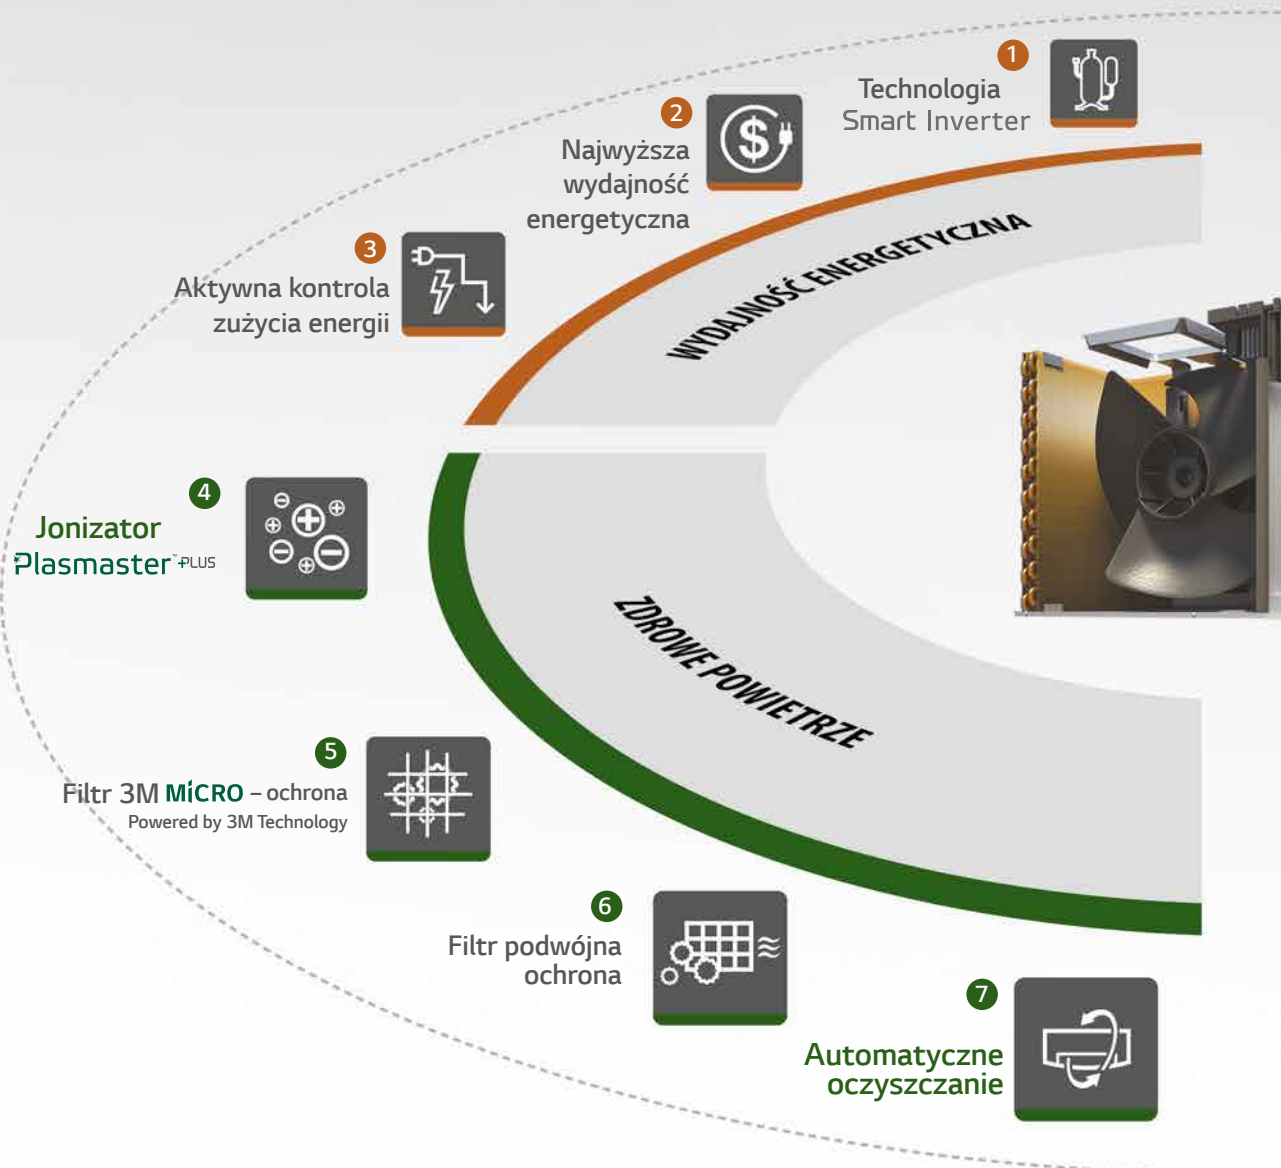 1
Technologia
Smart Inverter
2
Najwyższa
wydajność
energetyczna
3
Aktywna kontrola
zużycia energii
WYDAJNOŚĆ ENERGETYCZNA
4
Jonizator
Plasmaster™ +PLUS
ZDROWE POWIETRZE
5
Filtr 3M MICRO – ochrona
Powered by 3M Technology
6
Filtr podwójna
ochrona
7
Automatyczne
oczyszczanie